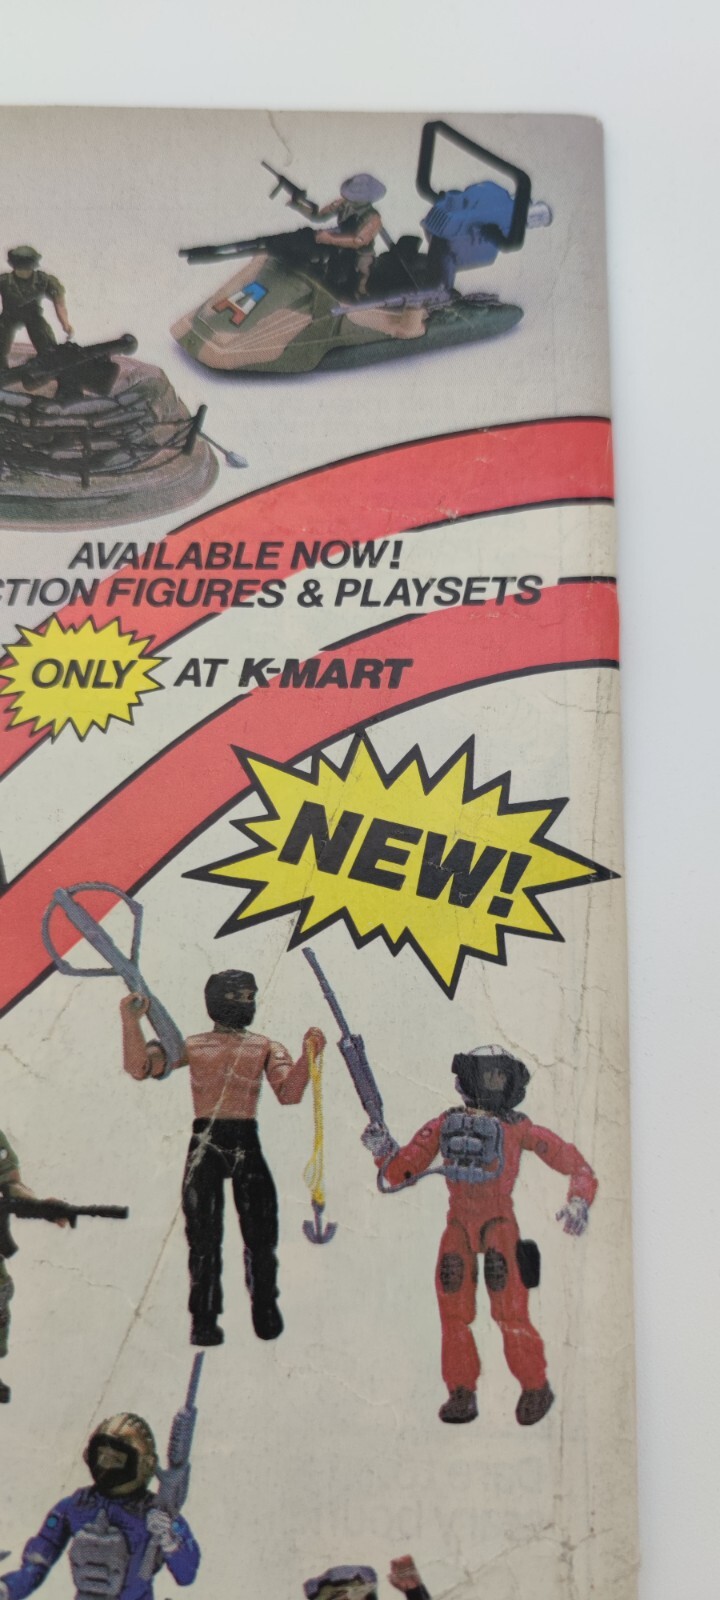 A
AVAILABLE NOW!
CTION FIGURES & PLAYSETS
ONLY AT K-MART
NEW!